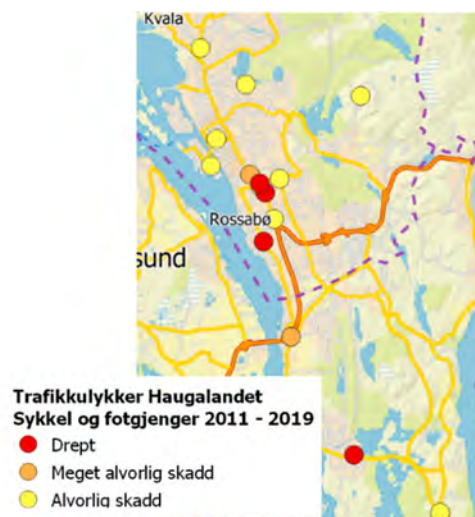 Kvala
Rossabø
sund
Trafikkulykker Haugalandet
Sykkel og fotgjenger 2011 - 2019
Drept
Meget alvorlig skadd
Alvorlig skadd